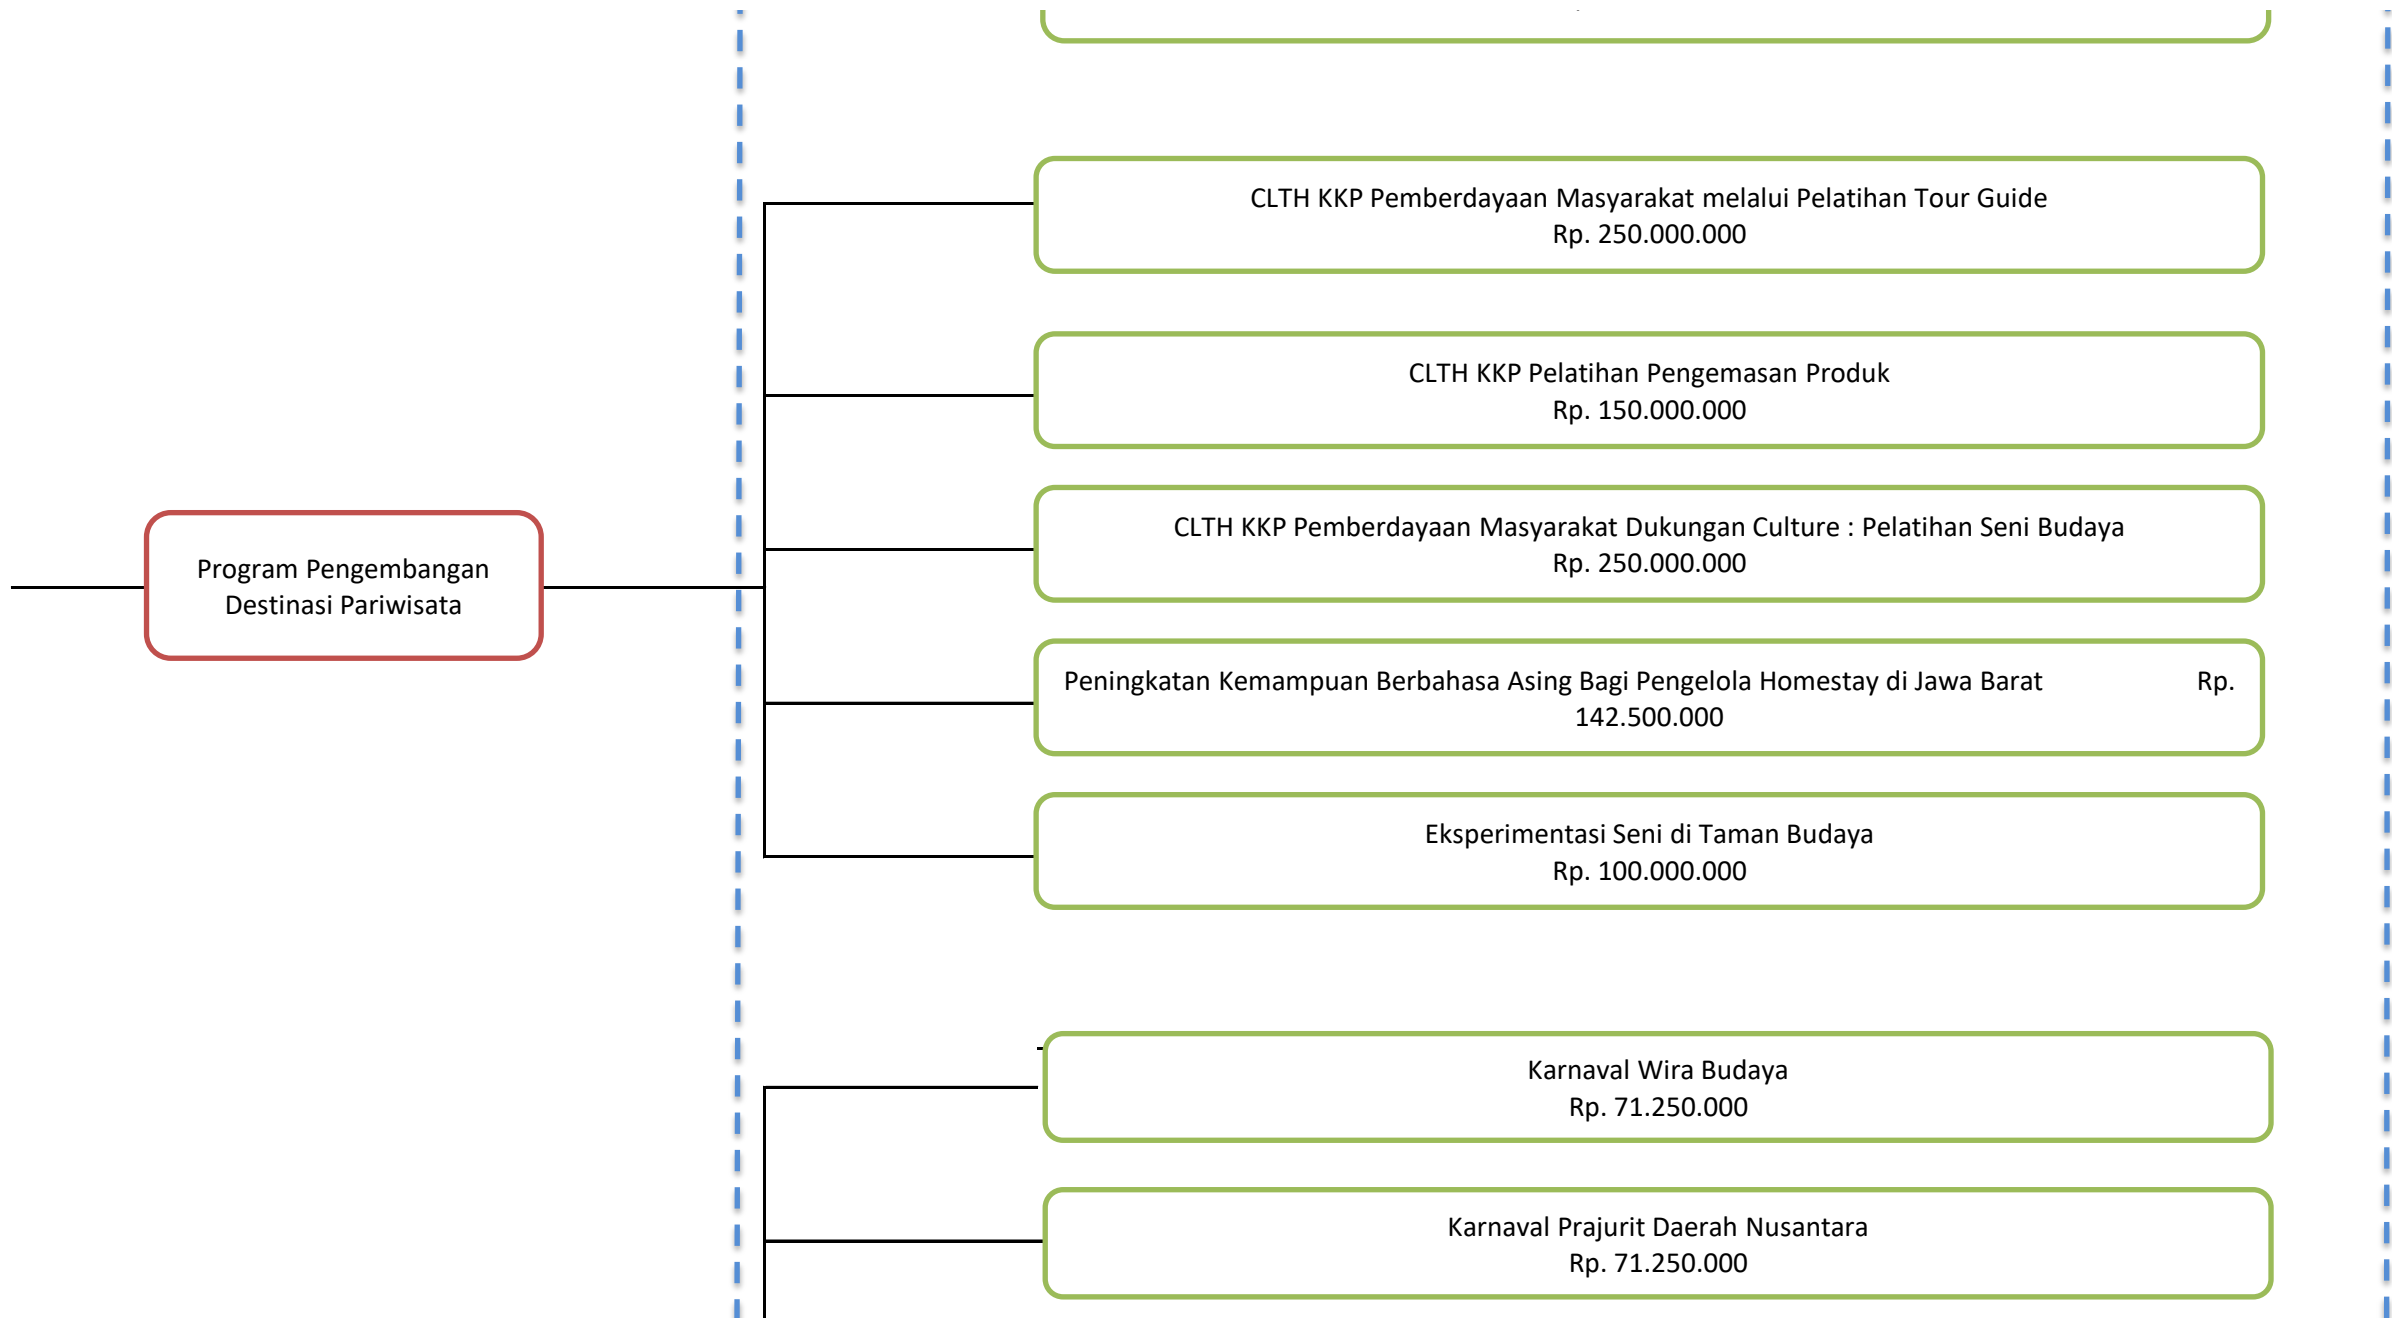 CLTH KKP Pemberdayaan Masyarakat melalui Pelatihan Tour Guide
Rp. 250.000.000
CLTH KKP Pelatihan Pengemasan Produk
Rp. 150.000.000
CLTH KKP Pemberdayaan Masyarakat Dukungan Culture : Pelatihan Seni Budaya
Rp. 250.000.000
Program Pengembangan
Destinasi Pariwisata
Peningkatan Kemampuan Berbahasa Asing Bagi Pengelola Homestay di Jawa Barat Rp.
142.500.000
Eksperimentasi Seni di Taman Budaya
Rp. 100.000.000
Karnaval Wira Budaya
Rp. 71.250.000
Karnaval Prajurit Daerah Nusantara
Rp. 71.250.000